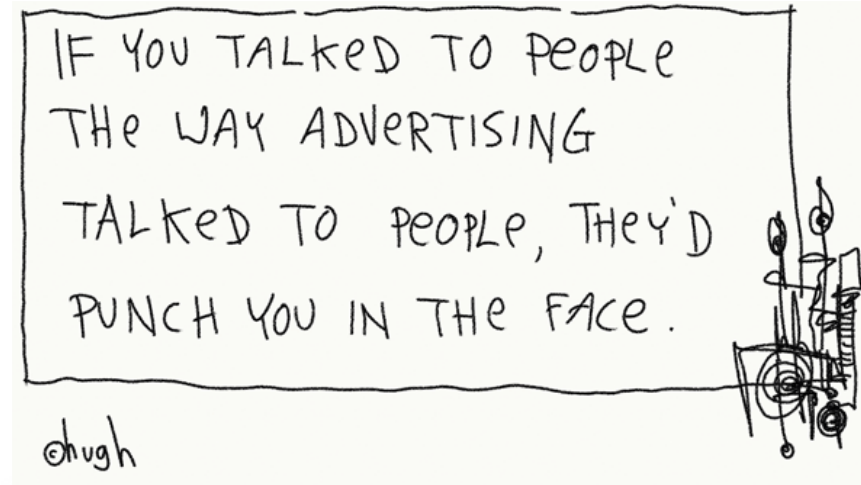 IF YOU TALKED TO PEOPLE
THE WAY ADVERTISING
TALKED TO PEOPLE, THEY'D
PUNCH YOU IN THE FACE.
©hugh